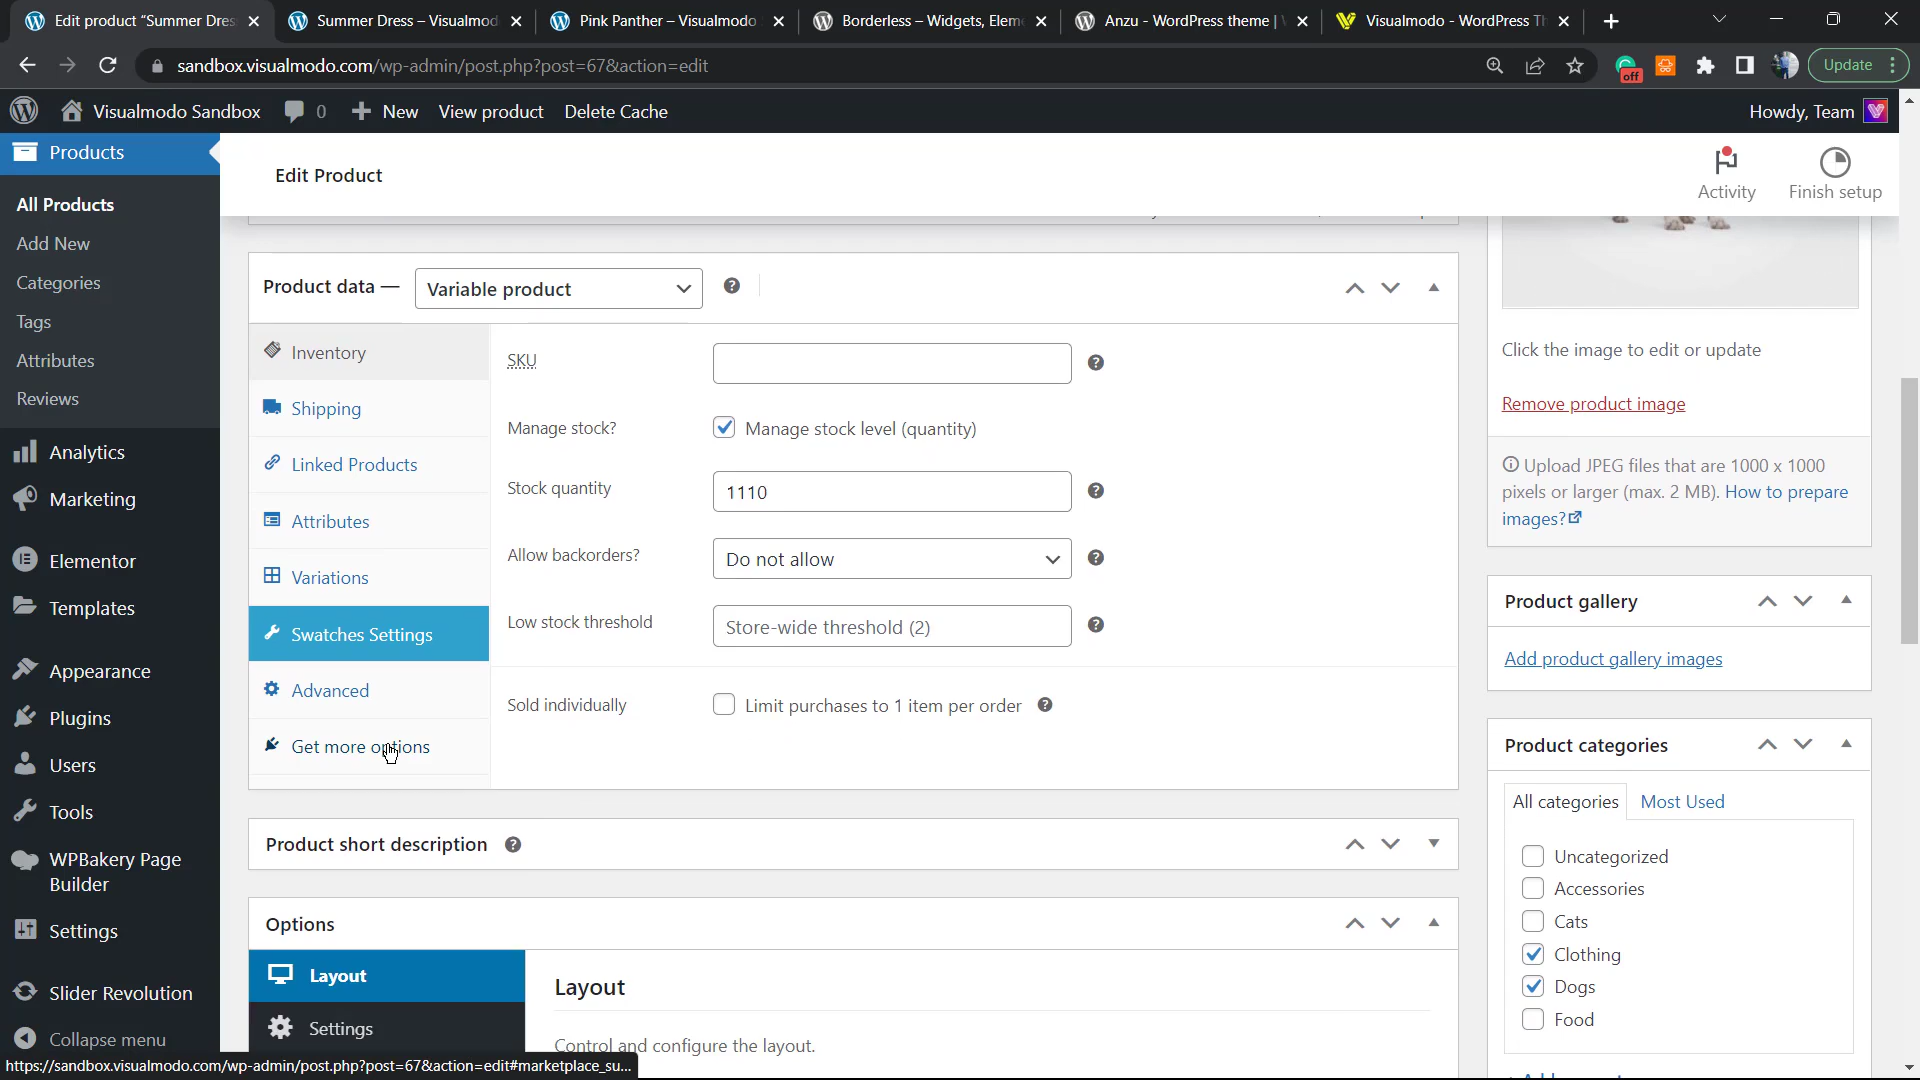 Edit product “Summer Dres
Summer Dress – Visualmod
Pink Panther – Visualmodo
Borderless – Widgets, Elem
Anzu - WordPress theme |
Visualmodo - WordPress Th
sandbox.visualmodo.com/wp-admin/post.php?post=67&action=edit
off
Update
Visualmodo Sandbox
0
New
View product
Delete Cache
Howdy, Team
Products
All Products
Add New
Categories
Tags
Attributes
Reviews
Analytics
Marketing
Elementor
Templates
Appearance
Plugins
Users
Tools
WPBakery Page
Builder
Settings
Slider Revolution
Collapse menu
Edit Product
Activity
Finish setup
Product data —
Variable product
Inventory
Shipping
Linked Products
Attributes
Variations
Swatches Settings
Advanced
Get more options
SKU
Manage stock?
Manage stock level (quantity)
Stock quantity
1110
Allow backorders?
Do not allow
Low stock threshold
Store-wide threshold (2)
Sold individually
Limit purchases to 1 item per order
Product short description
Options
Layout
Settings
Layout
Control and configure the layout.
Click the image to edit or update
Remove product image
Upload JPEG files that are 1000 x 1000
pixels or larger (max. 2 MB). How to prepare
images?
Product gallery
Add product gallery images
Product categories
All categories
Most Used
Uncategorized
Accessories
Cats
Clothing
Dogs
Food
https://sandbox.visualmodo.com/wp-admin/post.php?post=67&action=edit#marketplace_su...